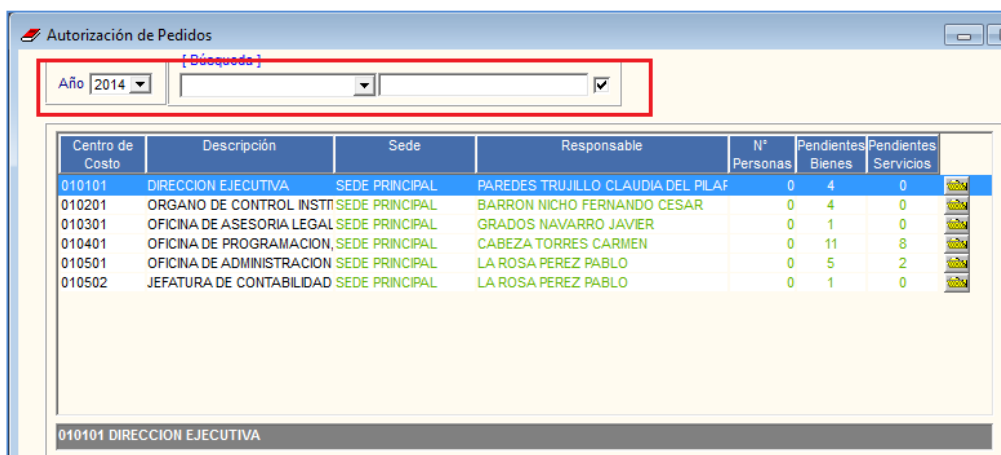 Autorización de Pedidos
[ Búsqueda ]
Año 2014
Centro de Costo Descripción Sede Responsable N° Personas Pendientes Bienes Pendientes Servicios
010101 DIRECCION EJECUTIVA SEDE PRINCIPAL PAREDES TRUJILLO CLAUDIA DEL PILAR 0 4 0
010201 ORGANO DE CONTROL INSTI SEDE PRINCIPAL BARRON NICHO FERNANDO CESAR 0 4 0
010301 OFICINA DE ASESORIA LEGAL SEDE PRINCIPAL GRADOS NAVARRO JAVIER 0 1 0
010401 OFICINA DE PROGRAMACION, SEDE PRINCIPAL CABEZA TORRES CARMEN 0 11 8
010501 OFICINA DE ADMINISTRACION SEDE PRINCIPAL LA ROSA PEREZ PABLO 0 5 2
010502 JEFATURA DE CONTABILIDAD SEDE PRINCIPAL LA ROSA PEREZ PABLO 0 1 0
010101 DIRECCION EJECUTIVA